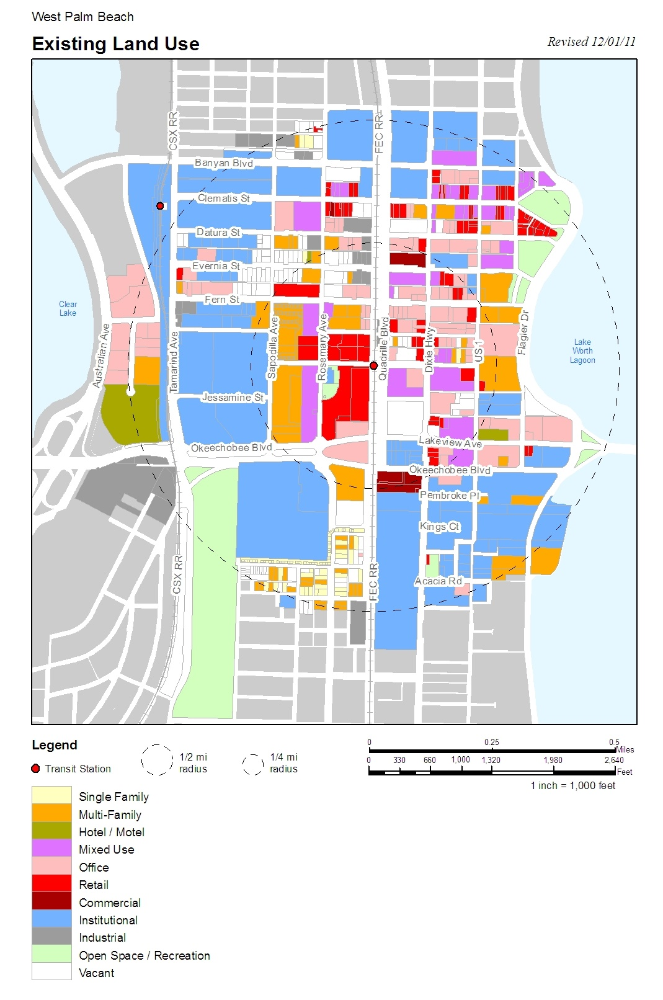 West Palm Beach
Existing Land Use
Revised 12/01/11
CSX RR
FEC RR
Banyan Blvd
Clematis St
Datura St
Evernia St
Fern St
Clear
Lake
Australian Ave
Tamarind Ave
Sapodilla Ave
Rosemary Ave
Quadrille Blvd
Dixie Hwy
US 1
Flagler Dr
Lake
Worth
Lagoon
Jessamine St
Okeechobee Blvd
Lakeview Ave
Okeechobee Blvd
Pembroke Pl
Kings Ct
CSX RR
FEC RR
Acacia Rd
Legend
Transit Station
1/2 mi
radius
1/4 mi
radius
0 0.25 0.5
Miles
0 330 660 1,000 1,320 1,980 2,640
Feet
1 inch = 1,000 feet
Single Family
Multi-Family
Hotel / Motel
Mixed Use
Office
Retail
Commercial
Institutional
Industrial
Open Space / Recreation
Vacant